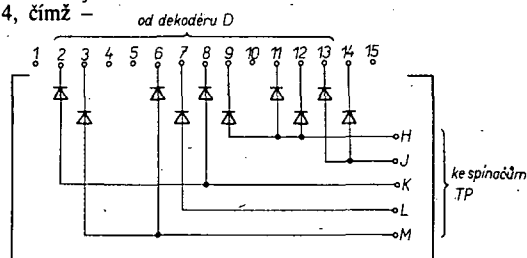 4, čímž –
od dekodéru D
1 2 3 4 5 6 7 8 9 10 11 12 13 14 15
H
J
K
L
M
ke spínačům
TP